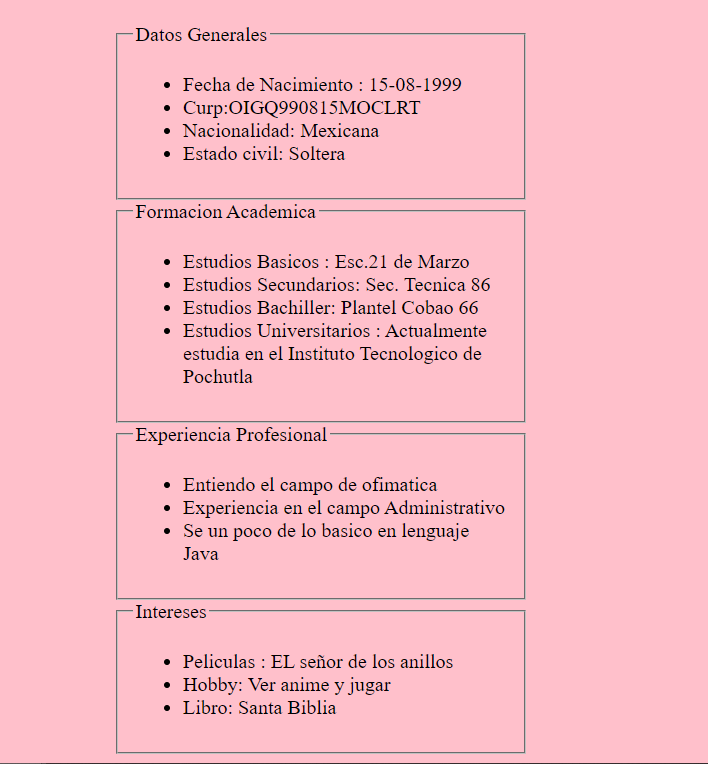 Datos Generales
Fecha de Nacimiento : 15-08-1999
Curp:OIGQ990815MOCLRT
Nacionalidad: Mexicana
Estado civil: Soltera
Formacion Academica
Estudios Basicos : Esc.21 de Marzo
Estudios Secundarios: Sec. Tecnica 86
Estudios Bachiller: Plantel Cobao 66
Estudios Universitarios : Actualmente
estudia en el Instituto Tecnologico de
Pochutla
Experiencia Profesional
Entiendo el campo de ofimatica
Experiencia en el campo Administrativo
Se un poco de lo basico en lenguaje
Java
Intereses
Peliculas : EL señor de los anillos
Hobby: Ver anime y jugar
Libro: Santa Biblia